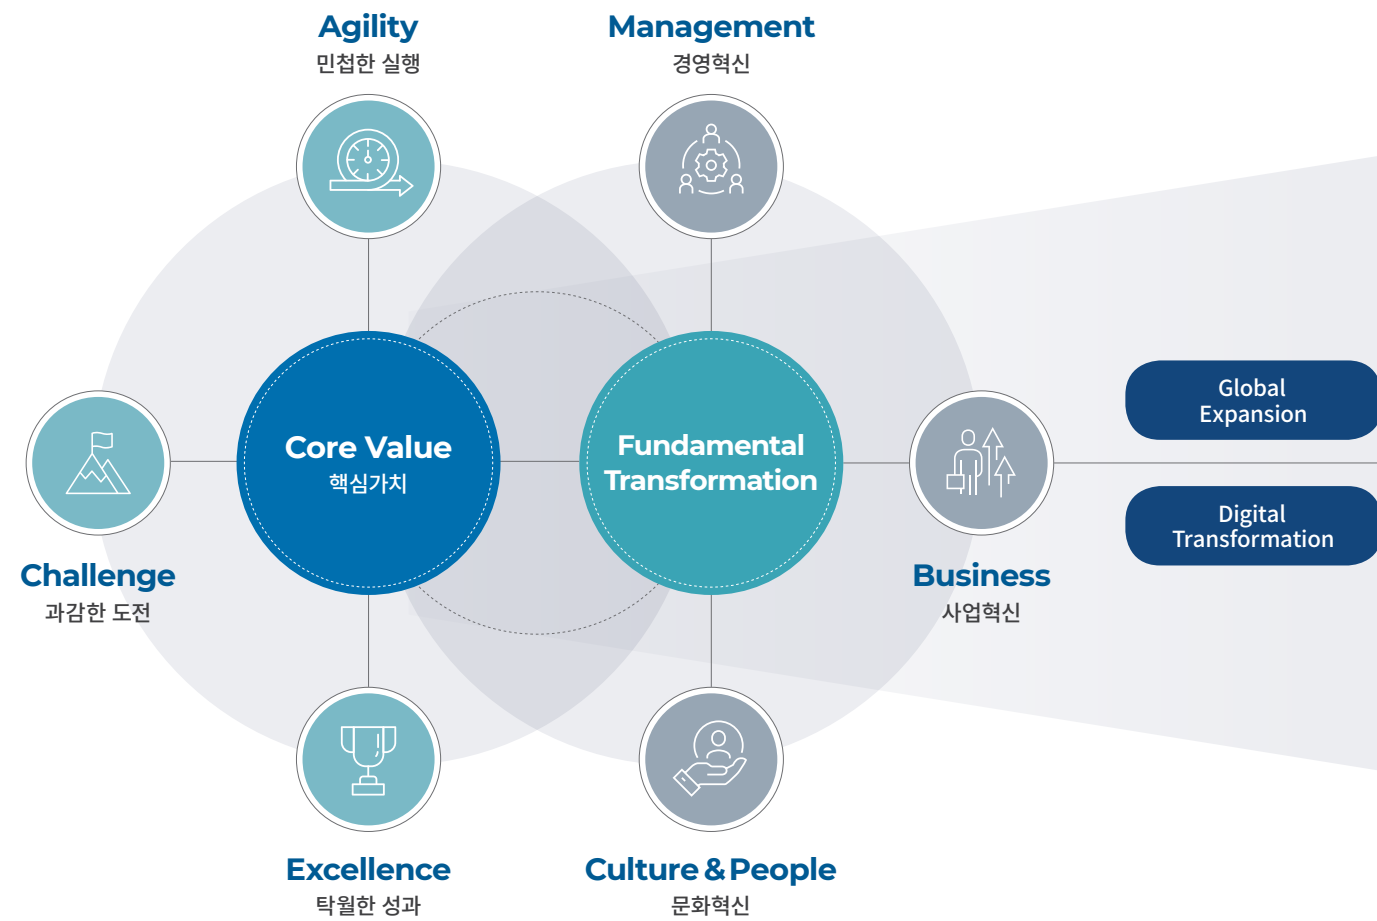 Agility
민첩한 실행
Management
경영혁신
Core Value
핵심가치
Fundamental
Transformation
Global
Expansion
Digital
Transformation
Challenge
과감한 도전
Business
사업혁신
Excellence
탁월한 성과
Culture & People
문화혁신